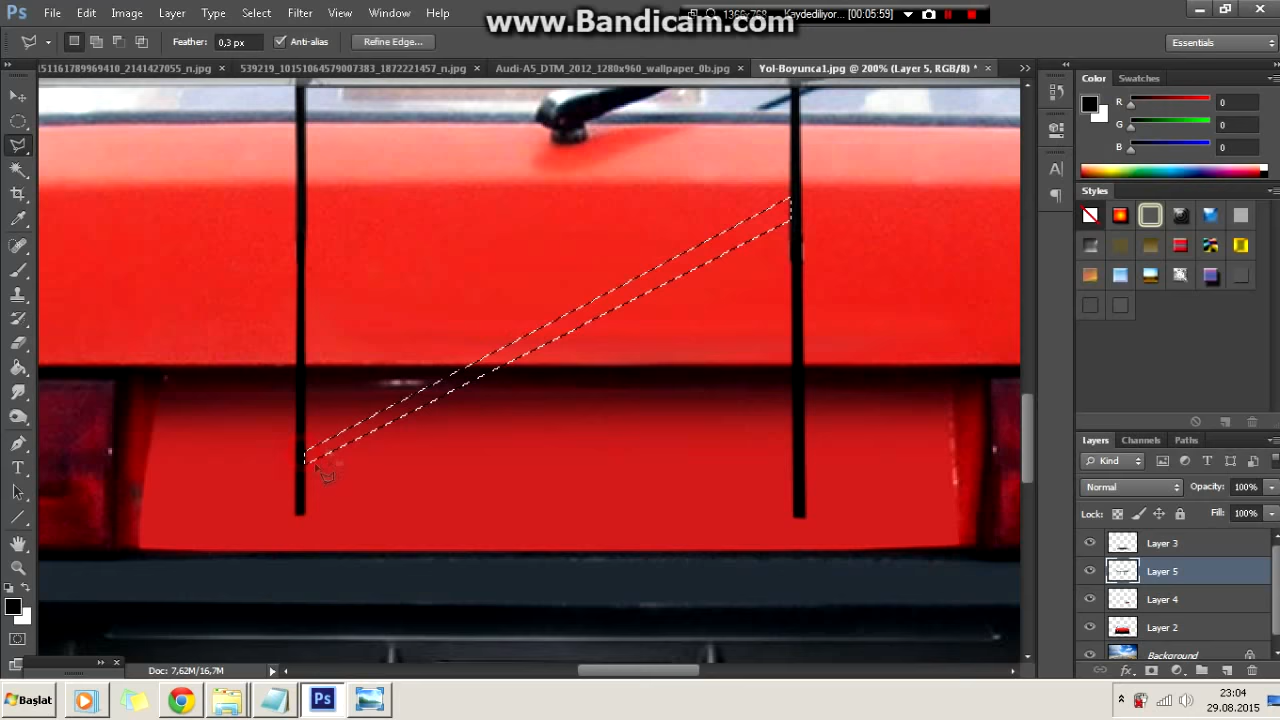 www.Bandicam.com
1366x768 Kaydediliyor... [00:05:59]
Ps File Edit Image Layer Type Select Filter 3D View Window Help
Feather: 0,3 px Anti-alias Refine Edge... Essentials
51161789969410_2141427055_n.jpg × 539219_10151064579007383_1872221457_n.jpg × Audi-A5_DTM_2012_1280x960_wallpaper_0b.jpg × Yol-Boyunca1.jpg @ 200% (Layer 5, RGB/8) * ×
Color Swatches
R 0
G 0
B 0
Styles
Layers Channels Paths
Kind
Normal Opacity: 100%
Lock: Fill: 100%
Layer 3
Layer 5
Layer 4
Layer 2
Background
Doc: 7,62M/16,7M
Başlat Ps
23:04
29.08.2015